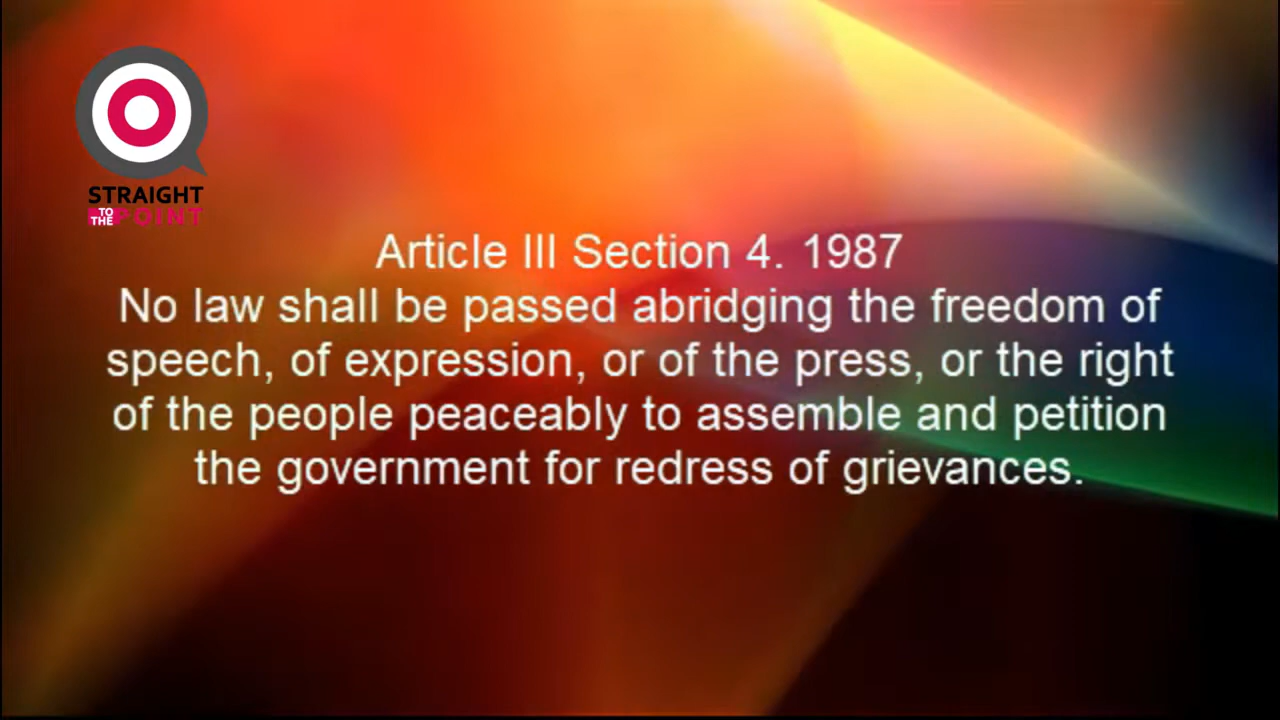 STRAIGHT
TO THE POINT
Article III Section 4. 1987
No law shall be passed abridging the freedom of
speech, of expression, or of the press, or the right
of the people peaceably to assemble and petition
the government for redress of grievances.